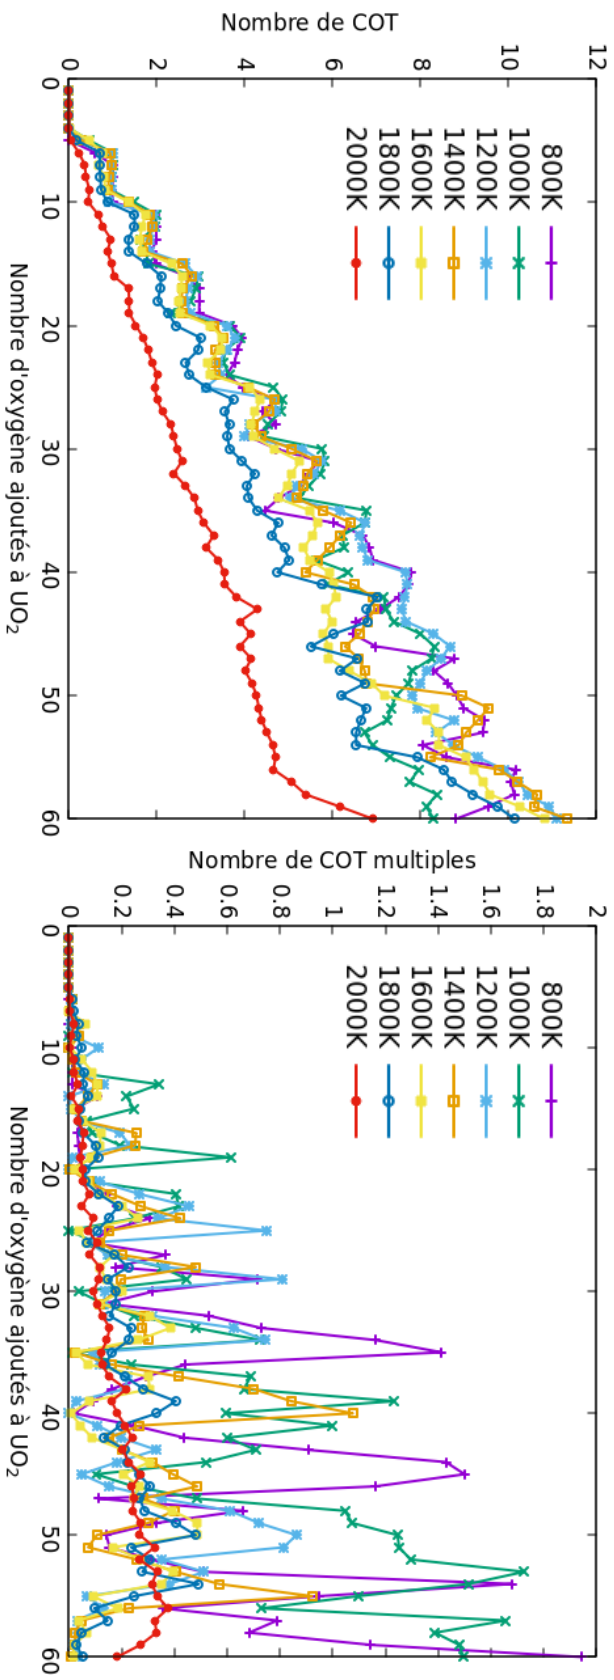 Nombre de COT
12
10
8
6
4
2
0
800K
1000K
1200K
1400K
1600K
1800K
2000K
0 10 20 30 40 50 60
Nombre d'oxygène ajoutés à UO2
Nombre de COT multiples
2
1.8
1.6
1.4
1.2
1
0.8
0.6
0.4
0.2
0
800K
1000K
1200K
1400K
1600K
1800K
2000K
0 10 20 30 40 50 60
Nombre d'oxygène ajoutés à UO2